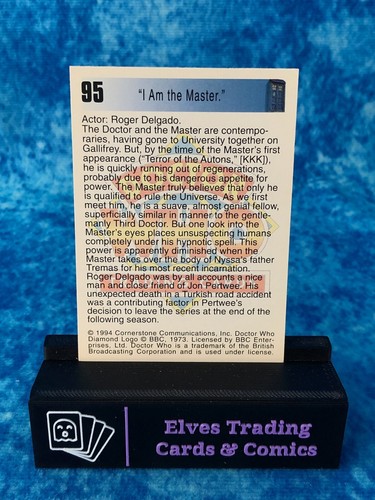 95
"I Am the Master."
Actor: Roger Delgado.
The Doctor and the Master are contempo-
raries, having gone to University together on
Gallifrey. But, by the time of the Master's first
appearance ("Terror of the Autons," [KKK]),
he is quickly running out of regenerations,
probably due to his dangerous appetite for
power. The Master truly believes that only he
is qualified to rule the Universe. As we first
meet him, he is a suave, almost genial fellow,
superficially similar in manner to the gentle-
manly Third Doctor. But one look into the
Master's eyes places unsuspecting humans
completely under his hypnotic spell. This
power is apparently diminished when the
Master takes over the body of Nyssa's father
Tremas for his most recent incarnation.
Roger Delgado was by all accounts a nice
man and close friend of Jon Pertwee. His
unexpected death in a Turkish road accident
was a contributing factor in Pertwee's
decision to leave the series at the end of the
following season.
© 1994 Cornerstone Communications, Inc. Doctor Who
Diamond Logo © BBC, 1973. Licensed by BBC Enter-
prises, Ltd. Doctor Who is a trademark of the British
Broadcasting Corporation and is used under license.
Elves Trading
Cards & Comics